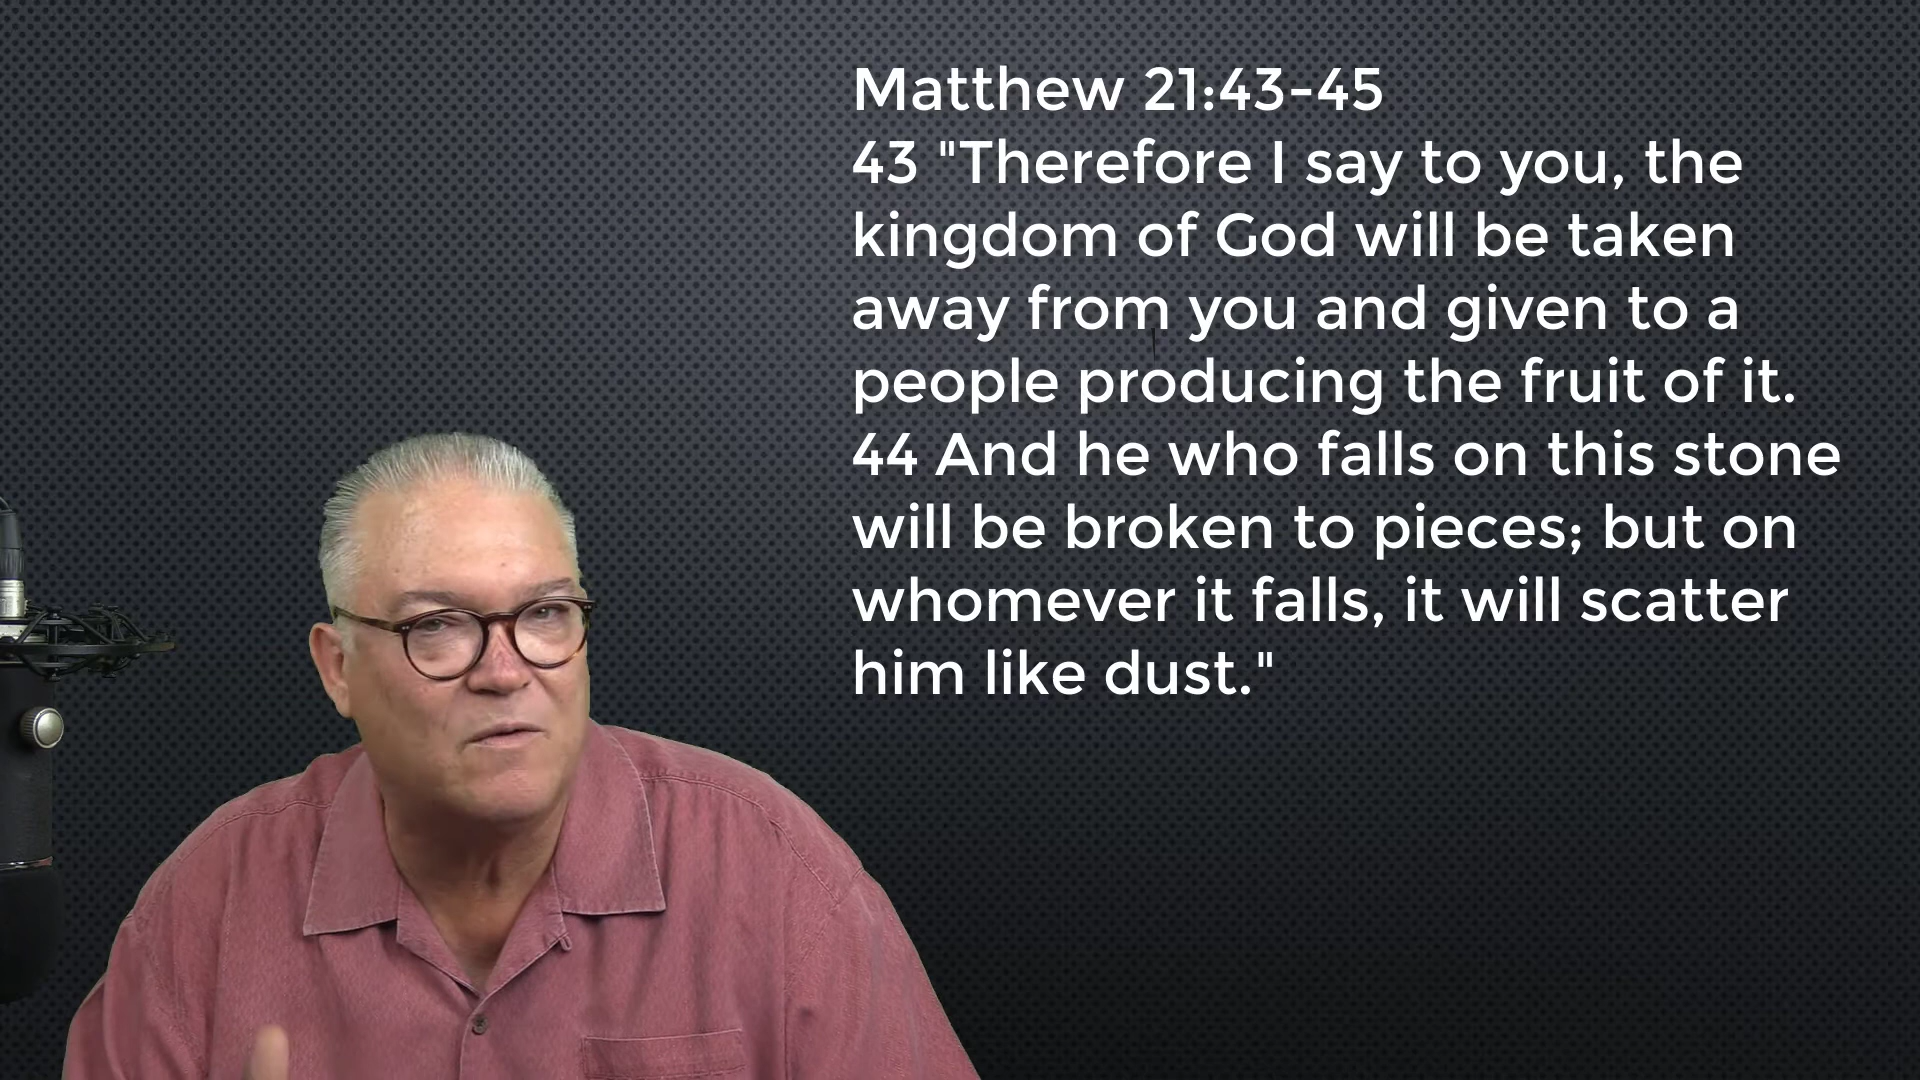 Matthew 21:43-45
43 "Therefore I say to you, the
kingdom of God will be taken
away from you and given to a
people producing the fruit of it.
44 And he who falls on this stone
will be broken to pieces; but on
whomever it falls, it will scatter
him like dust."